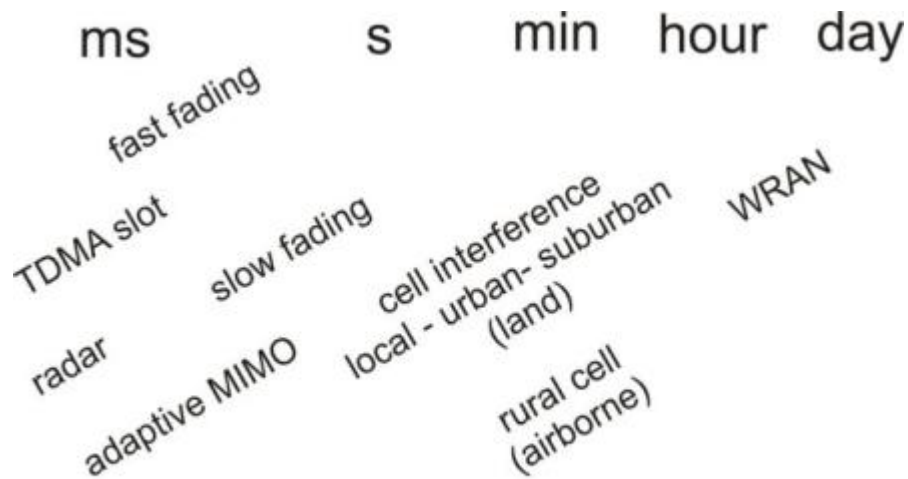 ms s min hour day
fast fading
TDMA slot
slow fading
cell interference
local - urban- suburban
(land)
WRAN
radar
adaptive MIMO
rural cell
(airborne)